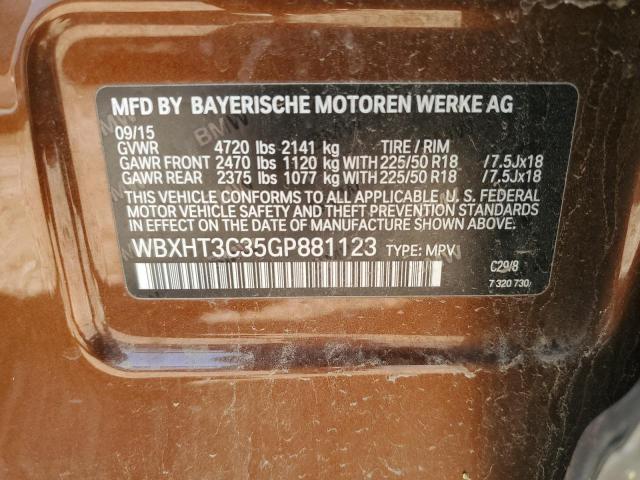 MFD BY BAYERISCHE MOTOREN WERKE AG
09/15
GVWR 4720 lbs 2141 kg TIRE / RIM
GAWR FRONT 2470 lbs 1120 kg WITH 225/50 R18 /7.5Jx18
GAWR REAR 2375 lbs 1077 kg WITH 225/50 R18 /7.5Jx18
THIS VEHICLE CONFORMS TO ALL APPLICABLE U. S. FEDERAL
MOTOR VEHICLE SAFETY AND THEFT PREVENTION STANDARDS
IN EFFECT ON THE DATE OF MANUFACTURE SHOWN ABOVE.
WBXHT3C35GP881123 TYPE: MPV
C29/8
7 320 730